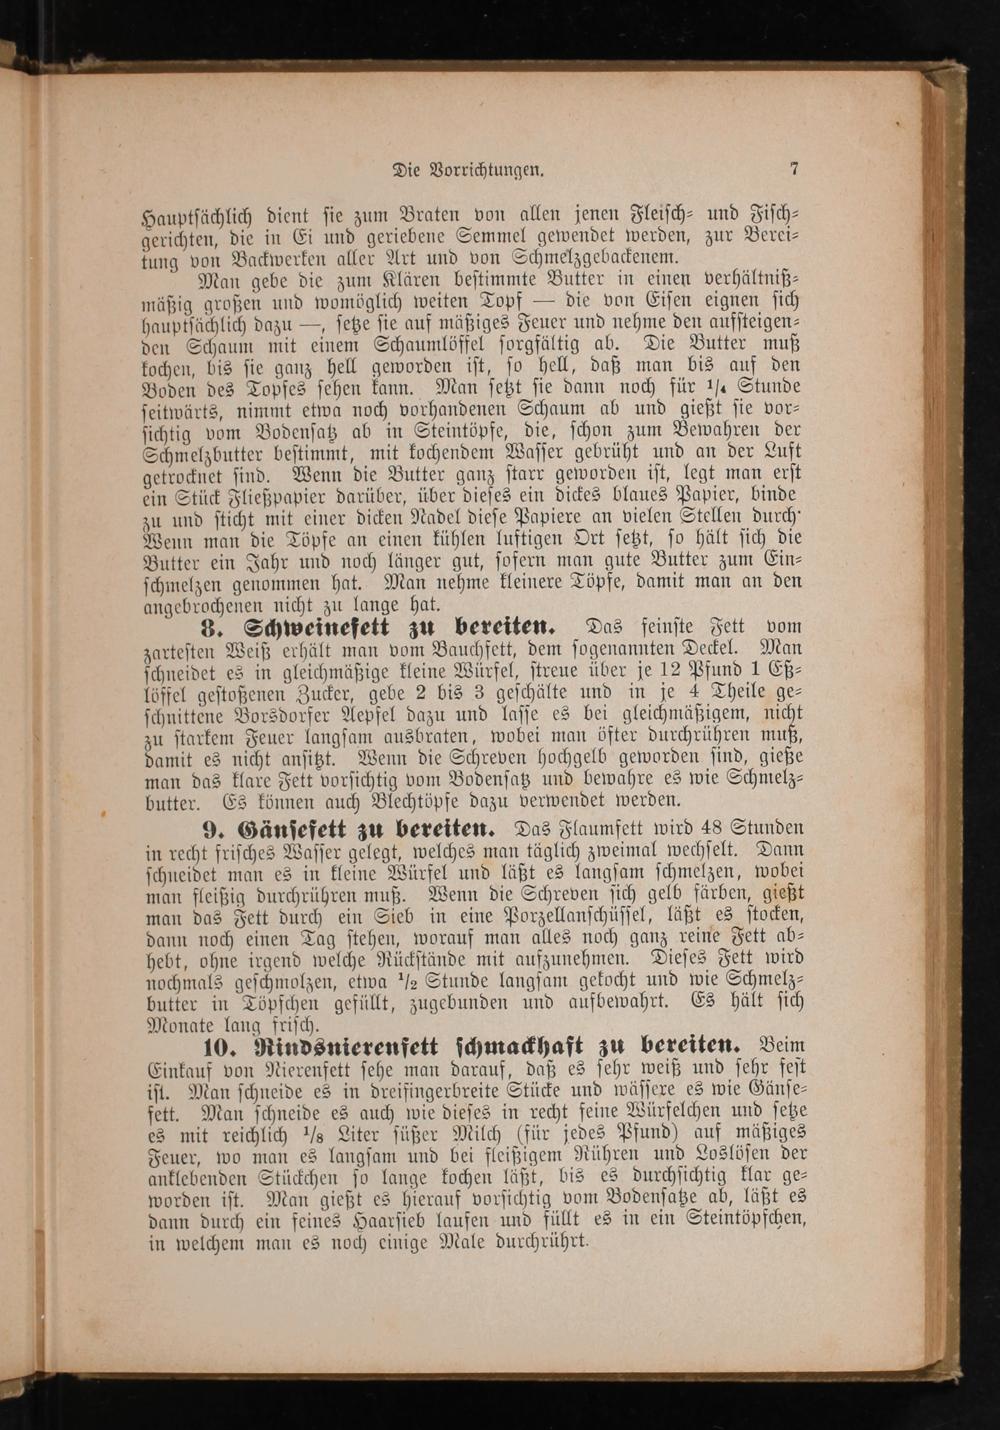 Die Vorrichtungen. 7
Hauptsächlich dient sie zum Braten von allen jenen Fleisch- und Fisch-
gerichten, die in Ei und geriebene Semmel gewendet werden, zur Berei-
tung von Backwerken aller Art und von Schmelzgebackenem.
Man gebe die zum Klären bestimmte Butter in einen verhältniß-
mäßig großen und womöglich weiten Topf — die von Eisen eignen sich
hauptsächlich dazu —, setze sie auf mäßiges Feuer und nehme den aufsteigen-
den Schaum mit einem Schaumlöffel sorgfältig ab. Die Butter muß
kochen, bis sie ganz hell geworden ist, so hell, daß man bis auf den
Boden des Topfes sehen kann. Man setzt sie dann noch für 1/4 Stunde
seitwärts, nimmt etwa noch vorhandenen Schaum ab und gießt sie vor-
sichtig vom Bodensatz ab in Steintöpfe, die, schon zum Bewahren der
Schmelzbutter bestimmt, mit kochendem Wasser gebrüht und an der Luft
getrocknet sind. Wenn die Butter ganz starr geworden ist, legt man erst
ein Stück Fließpapier darüber, über dieses ein dickes blaues Papier, binde
zu und sticht mit einer dicken Nadel diese Papiere an vielen Stellen durch·
Wenn man die Töpfe an einen kühlen luftigen Ort setzt, so hält sich die
Butter ein Jahr und noch länger gut, sofern man gute Butter zum Ein-
schmelzen genommen hat. Man nehme kleinere Töpfe, damit man an den
angebrochenen nicht zu lange hat.
8. Schweinefett zu bereiten. Das feinste Fett vom
zartesten Weiß erhält man vom Bauchfett, dem sogenannten Deckel. Man
schneidet es in gleichmäßige kleine Würfel, streue über je 12 Pfund 1 Eß-
löffel gestoßenen Zucker, gebe 2 bis 3 geschälte und in je 4 Theile ge-
schnittene Borsdorfer Aepfel dazu und lasse es bei gleichmäßigem, nicht
zu starkem Feuer langsam ausbraten, wobei man öfter durchrühren muß,
damit es nicht ansitzt. Wenn die Schreven hochgelb geworden sind, gieße
man das klare Fett vorsichtig vom Bodensatz und bewahre es wie Schmelz-
butter. Es können auch Blechtöpfe dazu verwendet werden.
9. Gänsefett zu bereiten. Das Flaumfett wird 48 Stunden
in recht frisches Wasser gelegt, welches man täglich zweimal wechselt. Dann
schneidet man es in kleine Würfel und läßt es langsam schmelzen, wobei
man fleißig durchrühren muß. Wenn die Schreven sich gelb färben, gießt
man das Fett durch ein Sieb in eine Porzellanschüssel, läßt es stocken,
dann noch einen Tag stehen, worauf man alles noch ganz reine Fett ab-
hebt, ohne irgend welche Rückstände mit aufzunehmen. Dieses Fett wird
nochmals geschmolzen, etwa 1/2 Stunde langsam gekocht und wie Schmelz-
butter in Töpfchen gefüllt, zugebunden und aufbewahrt. Es hält sich
Monate lang frisch.
10. Rindsnierenfett schmackhaft zu bereiten. Beim
Einkauf von Nierenfett sehe man darauf, daß es sehr weiß und sehr fest
ist. Man schneide es in dreifingerbreite Stücke und wässere es wie Gänse-
fett. Man schneide es auch wie dieses in recht feine Würfelchen und setze
es mit reichlich 1/8 Liter süßer Milch (für jedes Pfund) auf mäßiges
Feuer, wo man es langsam und bei fleißigem Rühren und Loslösen der
anklebenden Stückchen so lange kochen läßt, bis es durchsichtig klar ge-
worden ist. Man gießt es hierauf vorsichtig vom Bodensatze ab, läßt es
dann durch ein feines Haarsieb laufen und füllt es in ein Steintöpfchen,
in welchem man es noch einige Male durchrührt.